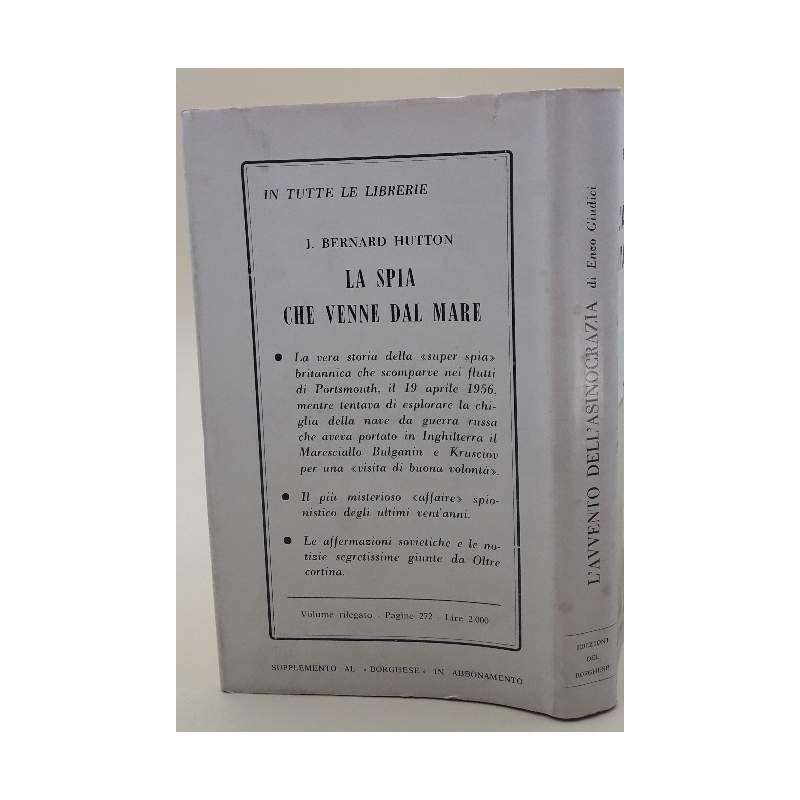 IN TUTTE LE LIBRERIE
J. BERNARD HUTTON
LA SPIA
CHE VENNE DAL MARE
● La vera storia della «super spia»
britannica che scomparve nei flutti
di Portsmouth, il 19 aprile 1956,
mentre tentava di esplorare la chi-
glia della nave da guerra russa
che aveva portato in Inghilterra il
Maresciallo Bulganin e Krusciov
per una «visita di buona volontà».
● Il più misterioso «affaire» spio-
nistico degli ultimi vent'anni.
● Le affermazioni sovietiche e le no-
tizie segretissime giunte da Oltre
cortina.
Volume rilegato - Pagine 272 - Lire 2.000
SUPPLEMENTO AL «BORGHESE» IN ABBONAMENTO
L'AVVENTO DELL'ASINOCRAZIA di Enzo Giudici
EDIZIONI
DEL
BORGHESE